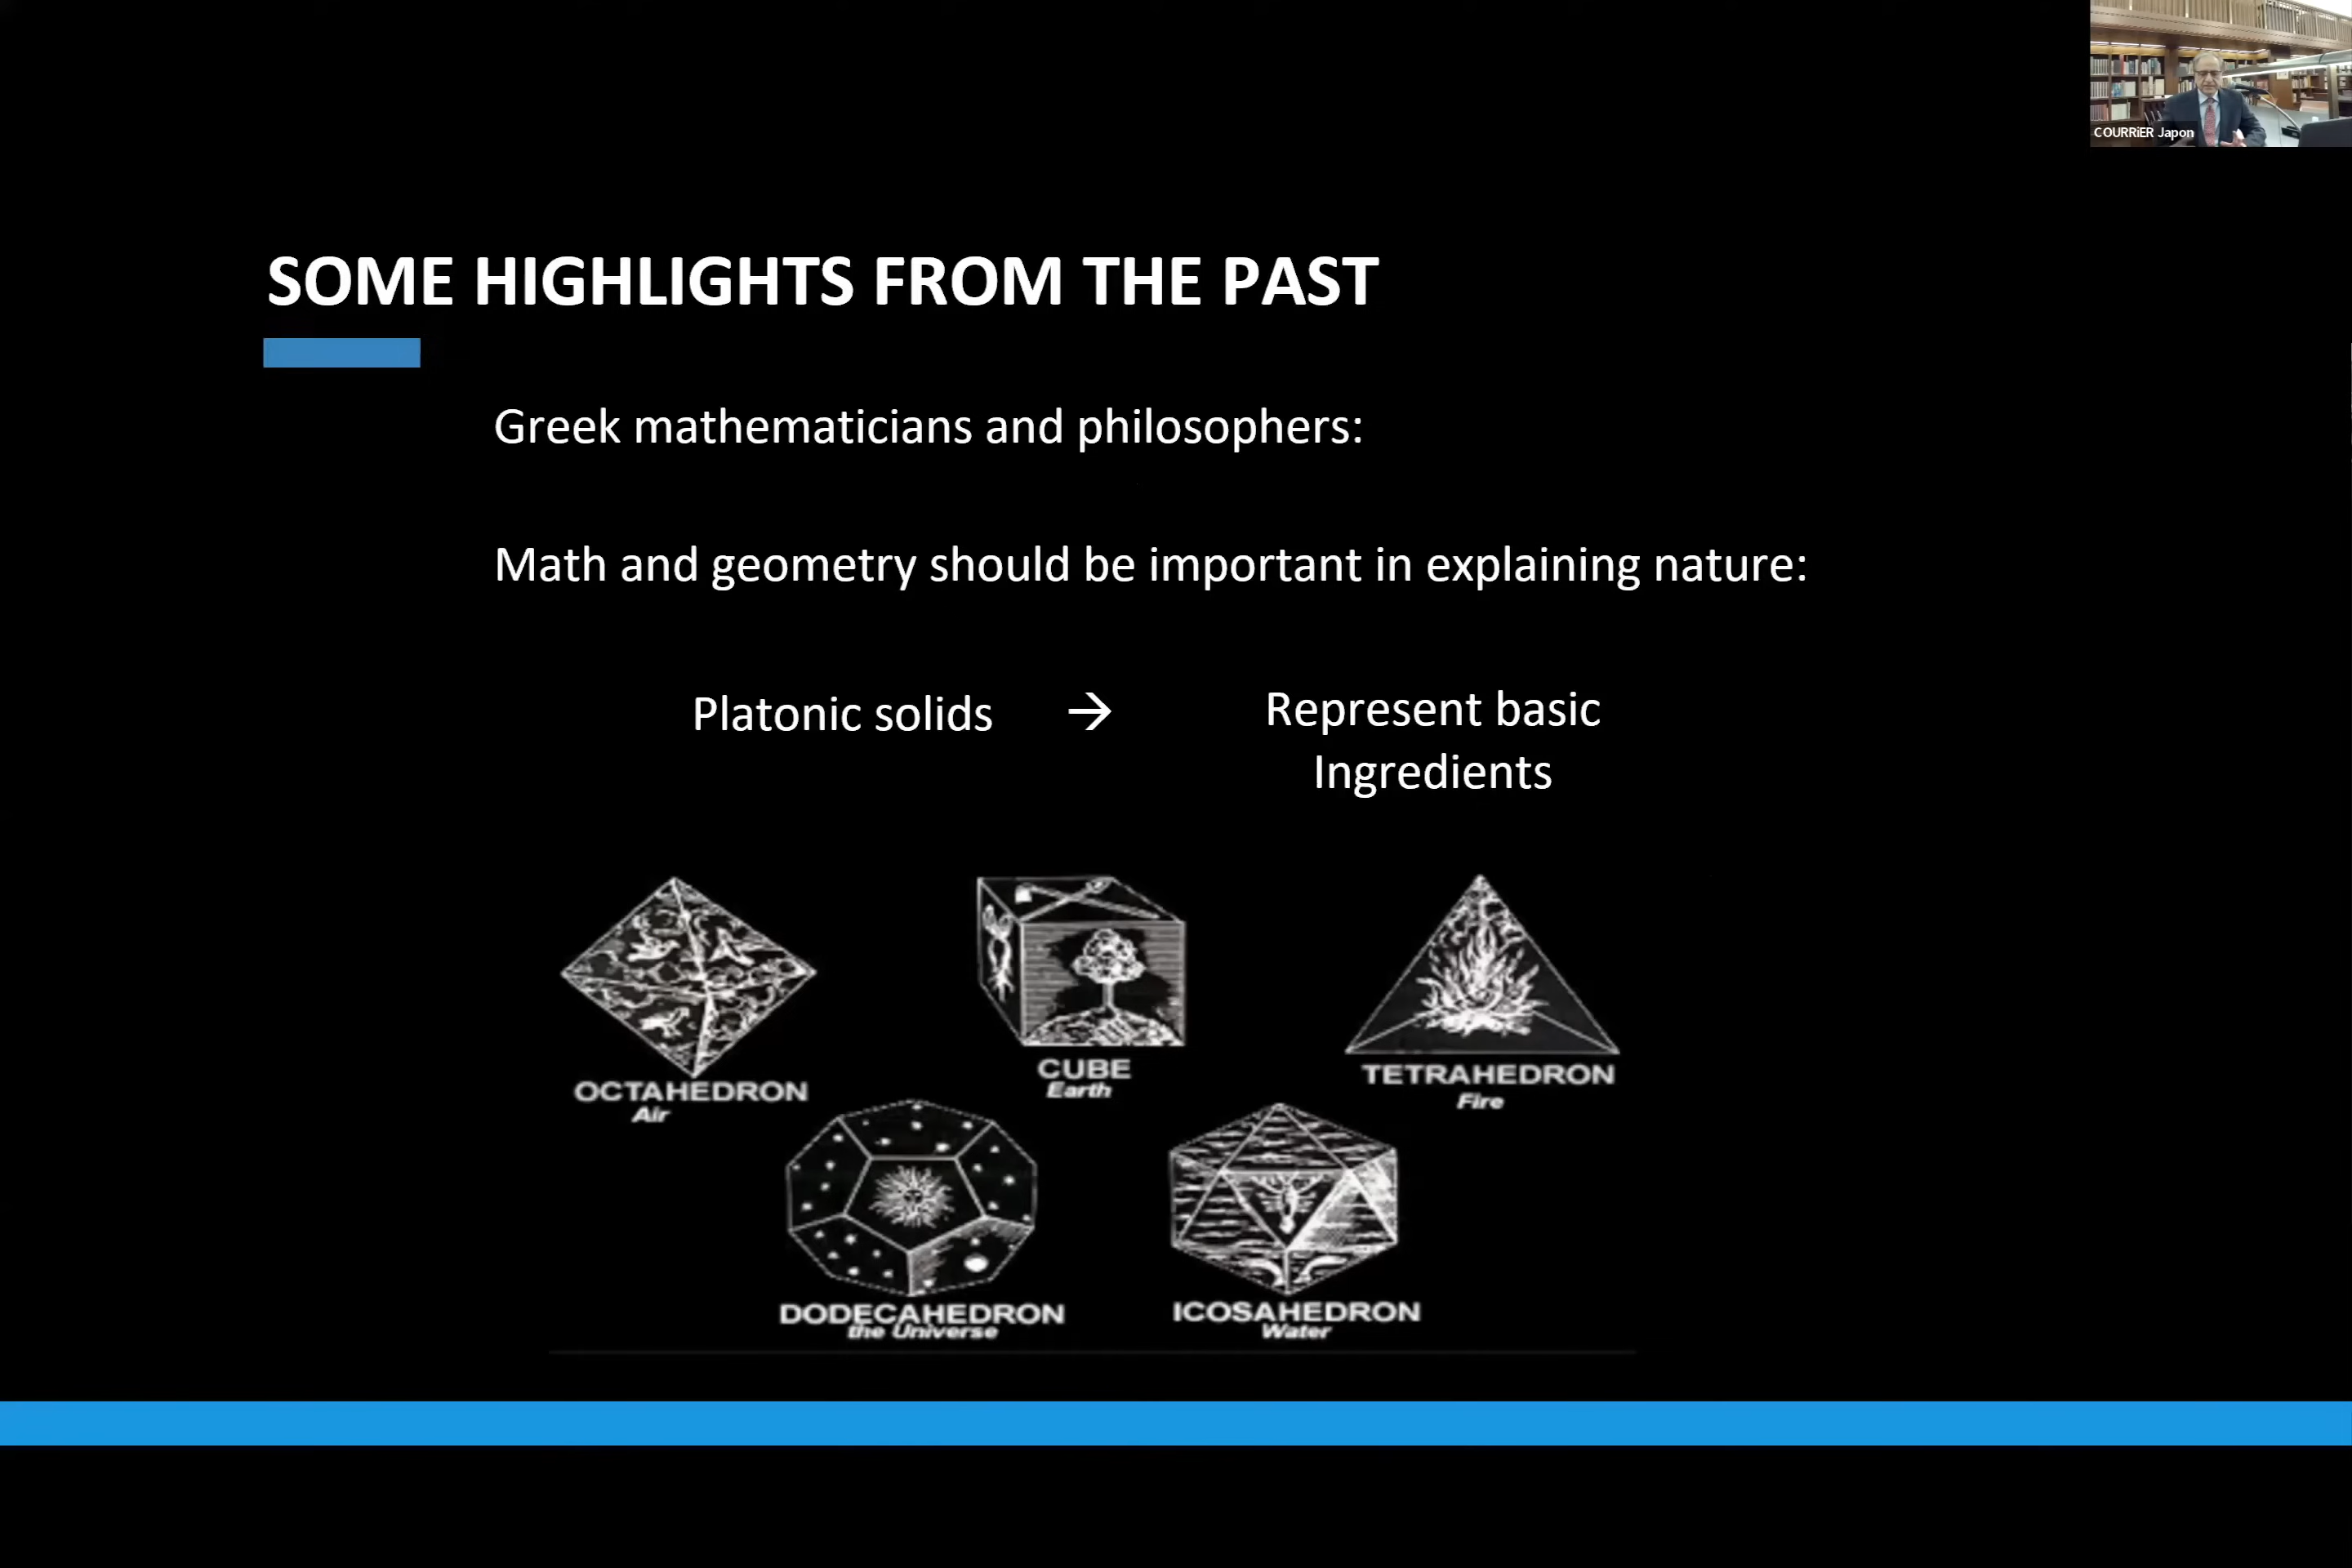 COURRiER Japon
SOME HIGHLIGHTS FROM THE PAST
Greek mathematicians and philosophers:
Math and geometry should be important in explaining nature:
Platonic solids →
Represent basic
Ingredients
OCTAHEDRON
Air
CUBE
Earth
TETRAHEDRON
Fire
DODECAHEDRON
the Universe
ICOSAHEDRON
Water